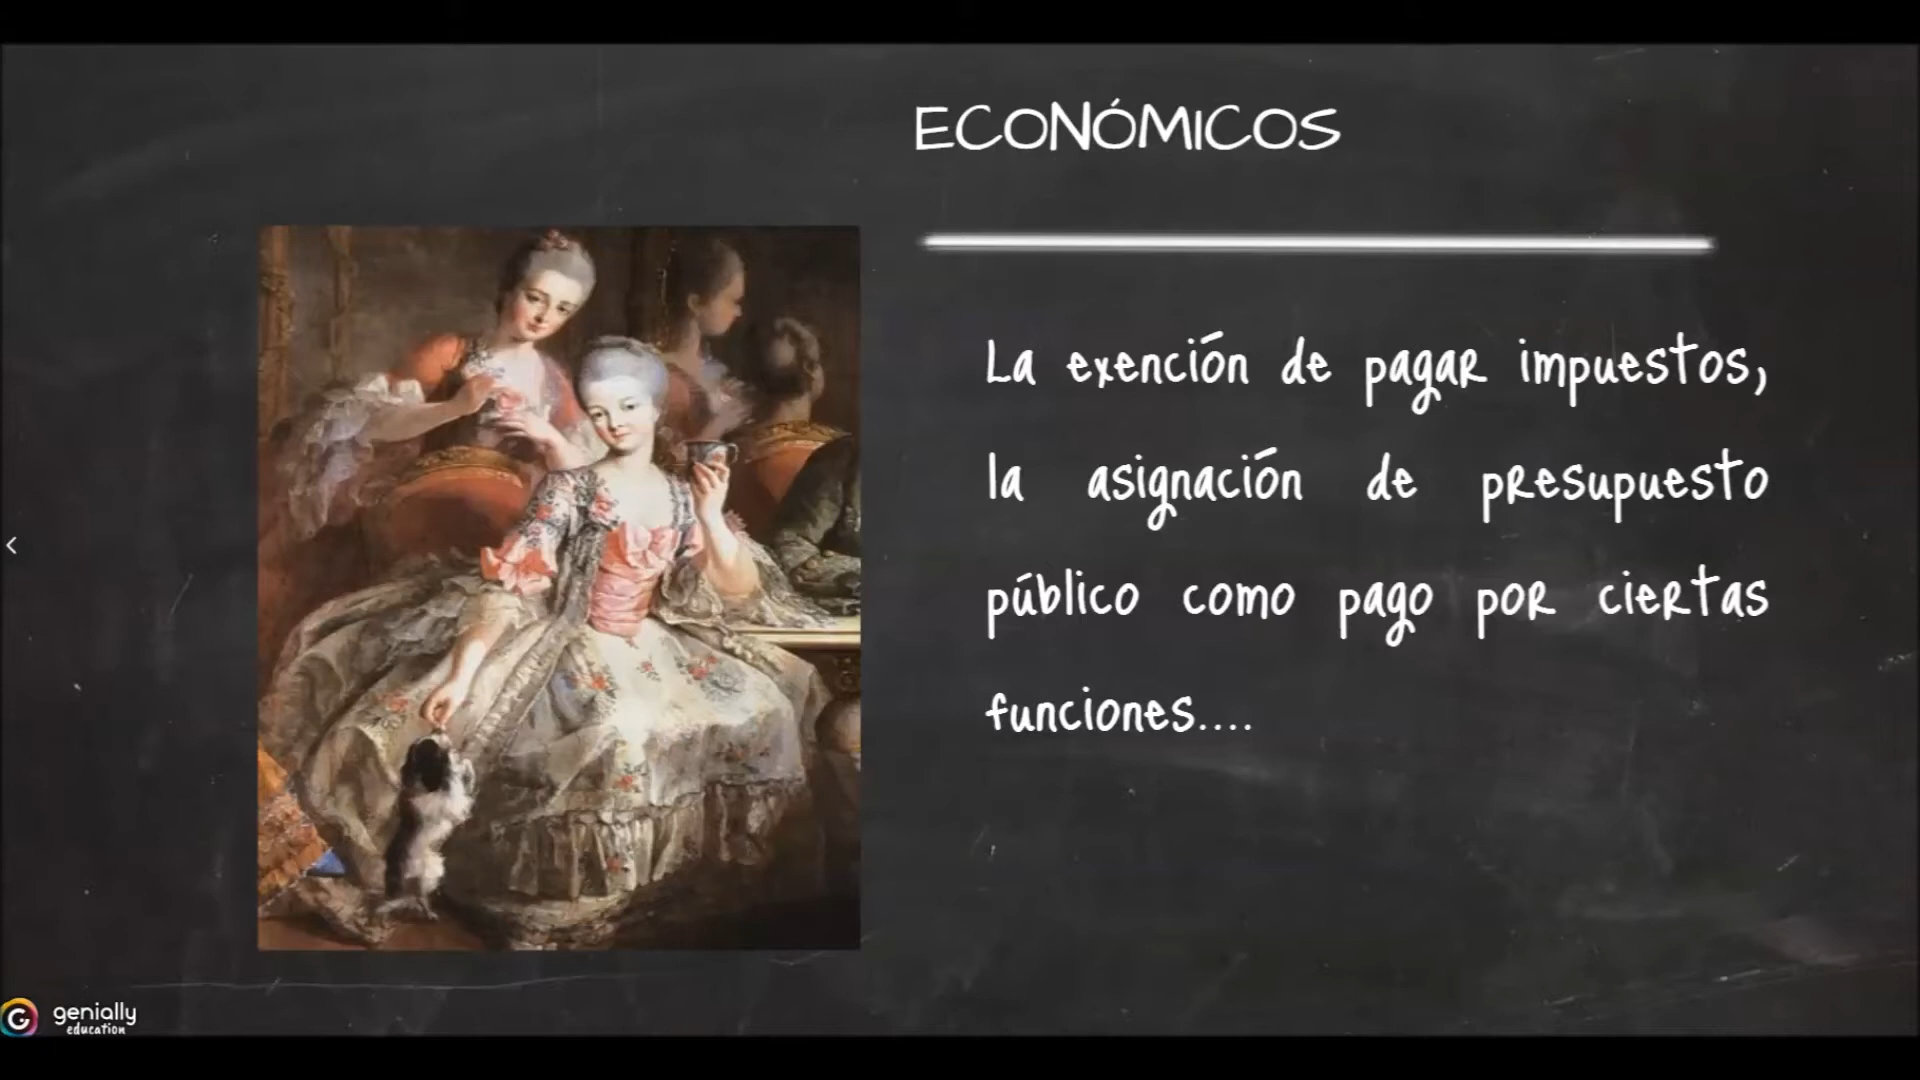 ECONÓMICOS
La exención de pagar impuestos,
la asignación de presupuesto
público como pago por ciertas
funciones....
genially
education